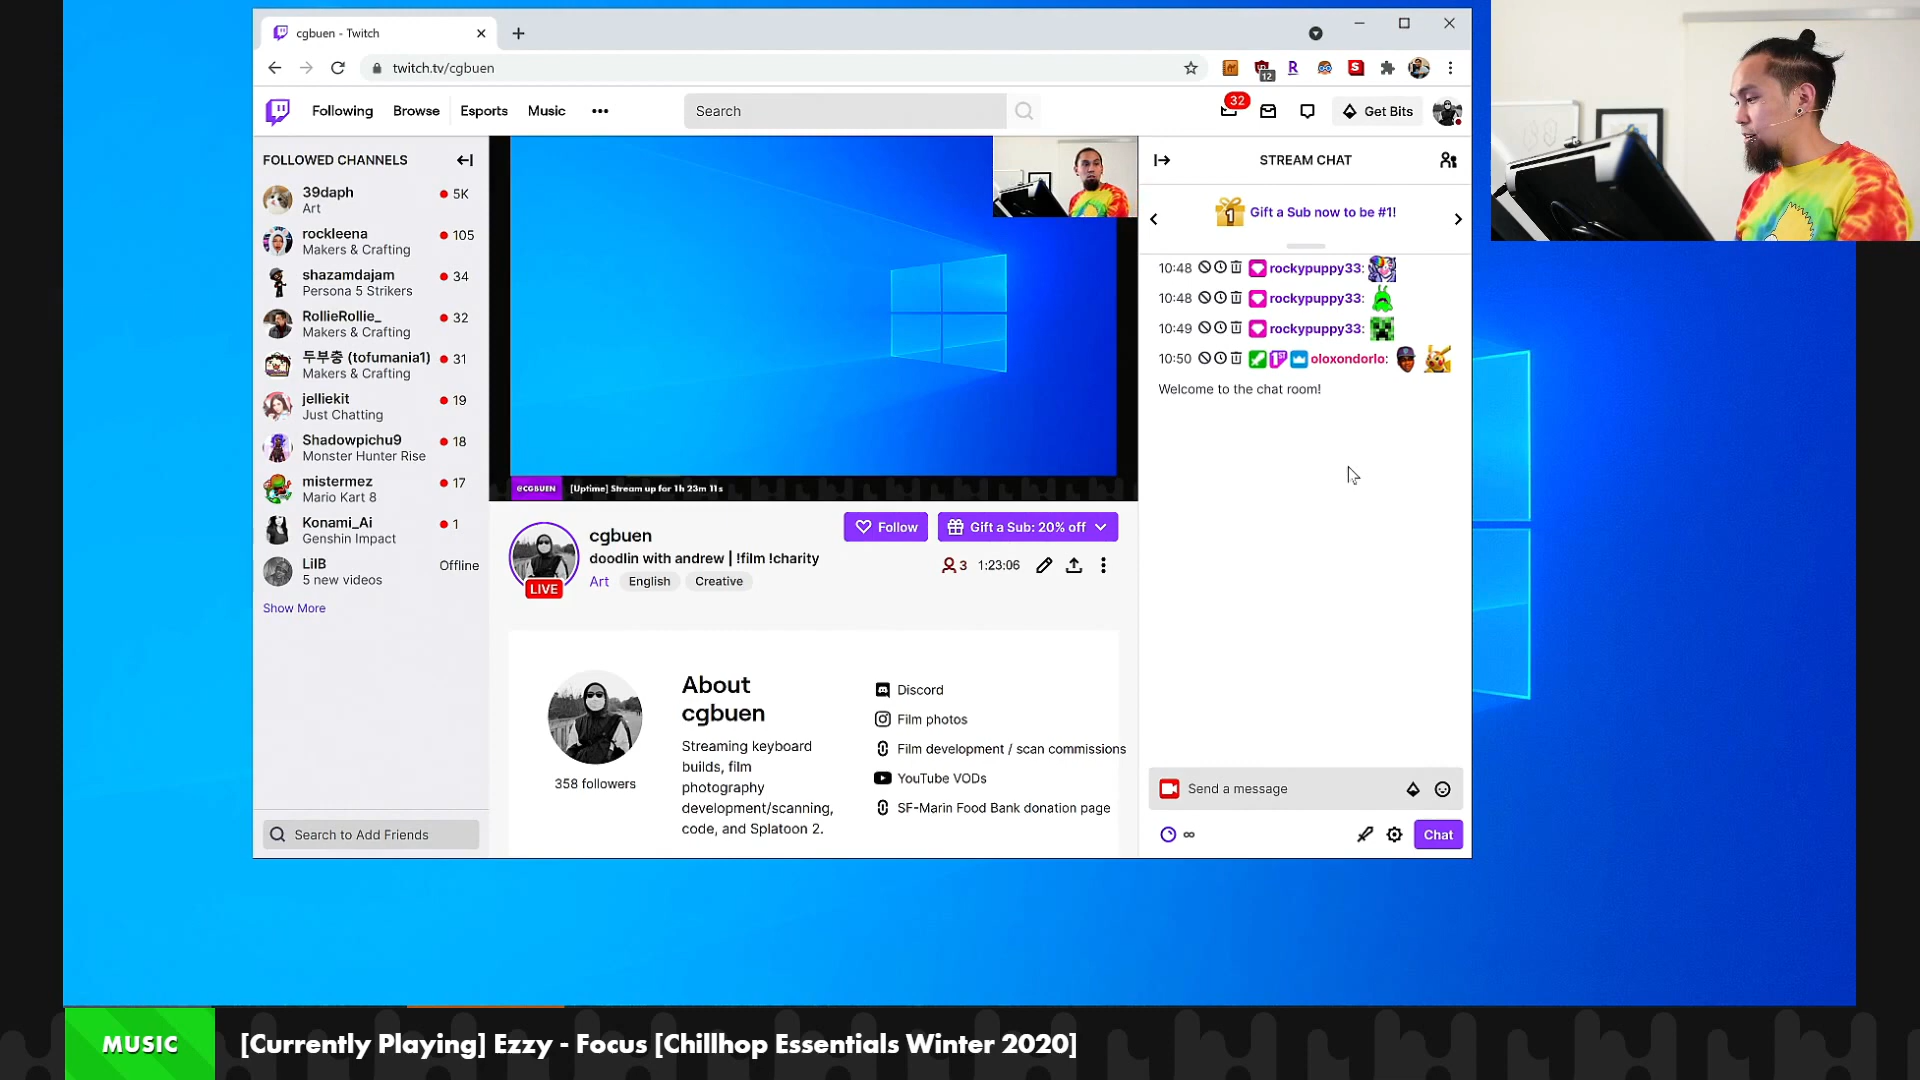 cgbuen - Twitch
twitch.tv/cgbuen
12
Following Browse Esports Music
Search
32
Get Bits
FOLLOWED CHANNELS
39daph 5K
Art
rockleena 105
Makers & Crafting
shazamdajam 34
Persona 5 Strikers
RollieRollie_ 32
Makers & Crafting
두부충 (tofumania1) 31
Makers & Crafting
jelliekit 19
Just Chatting
Shadowpichu9 18
Monster Hunter Rise
mistermez 17
Mario Kart 8
Konami_Ai 1
Genshin Impact
LilB Offline
5 new videos
Show More
Search to Add Friends
@CGBUEN [Uptime] Stream up for 1h 23m 11s
LIVE
cgbuen
doodlin with andrew | !film !charity
Art English Creative
Follow
Gift a Sub: 20% off
3 1:23:06
358 followers
About
cgbuen
Streaming keyboard
builds, film
photography
development/scanning,
code, and Splatoon 2.
Discord
Film photos
Film development / scan commissions
YouTube VODs
SF-Marin Food Bank donation page
STREAM CHAT
1 Gift a Sub now to be #1!
10:48 rockypuppy33:
10:48 rockypuppy33:
10:49 rockypuppy33:
10:50 1ST oloxondorlo:
Welcome to the chat room!
Send a message
∞
Chat
MUSIC [Currently Playing] Ezzy - Focus [Chillhop Essentials Winter 2020]